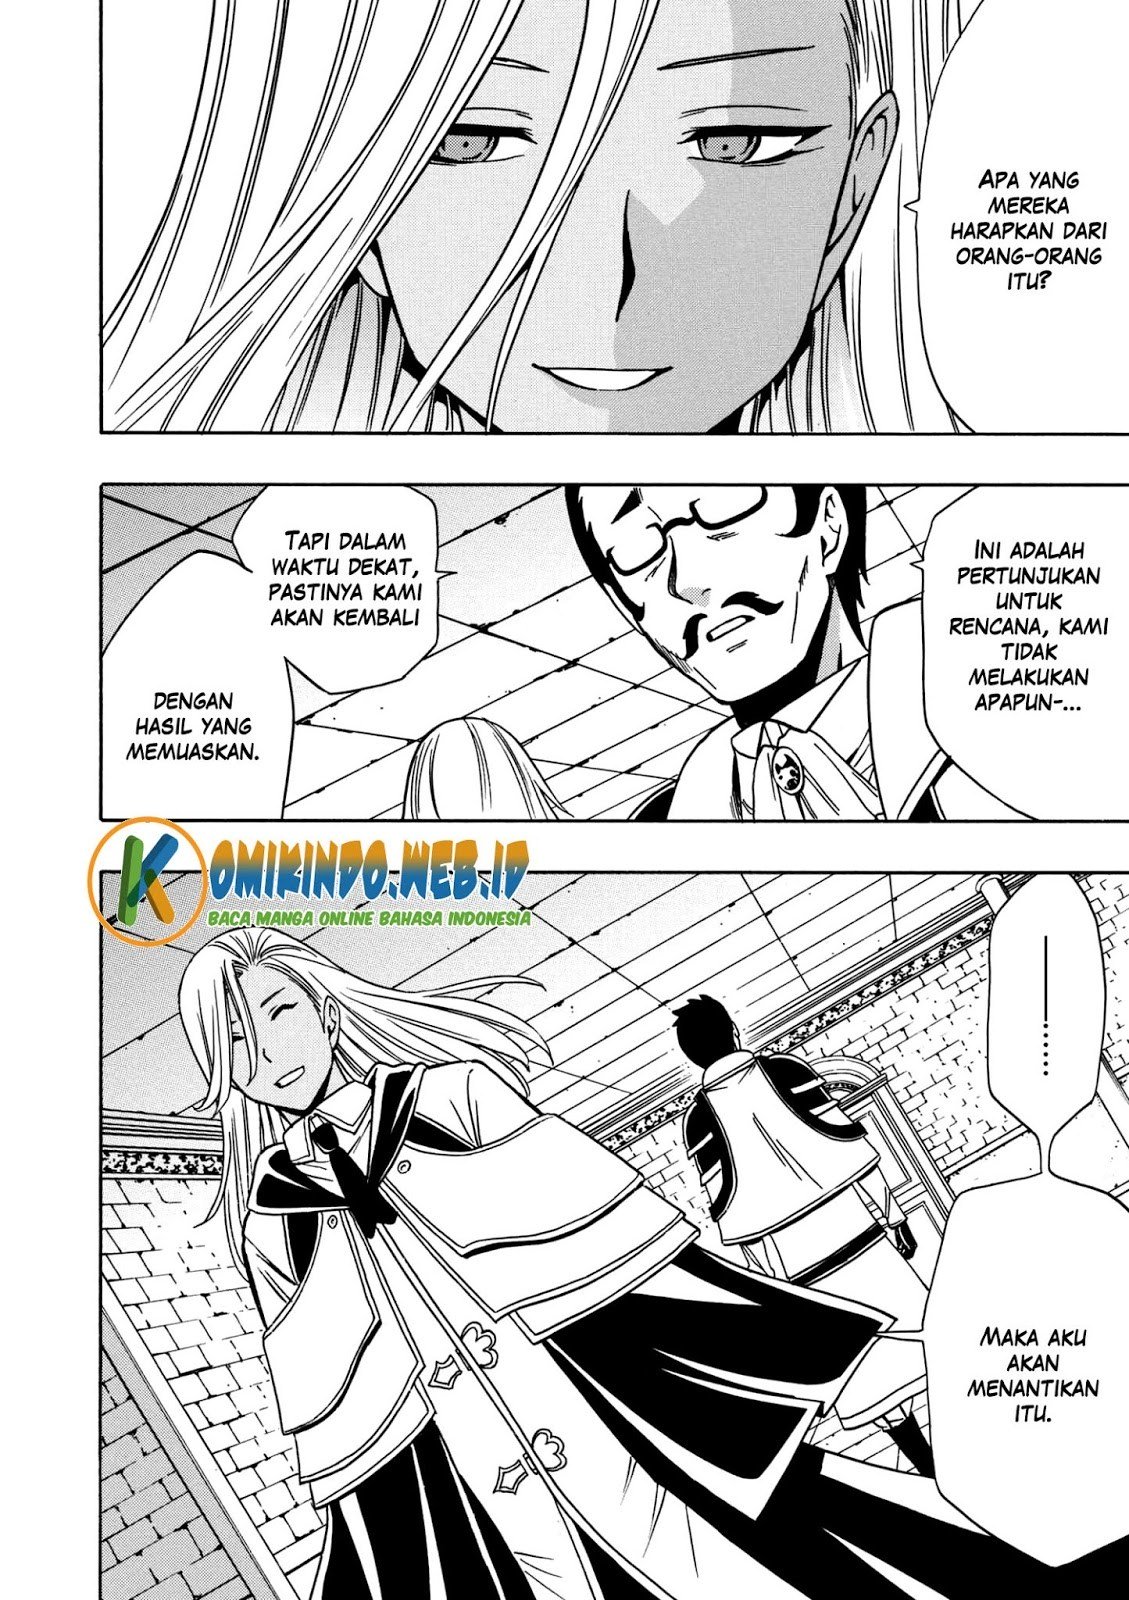 APA YANG
MEREKA
HARAPKAN DARI
ORANG-ORANG
ITU?
INI ADALAH
PERTUNJUKAN
UNTUK
RENCANA, KAMI
TIDAK
MELAKUKAN
APAPUN-...
TAPI DALAM
WAKTU DEKAT,
PASTINYA KAMI
AKAN KEMBALI
DENGAN
HASIL YANG
MEMUASKAN.
KOMIKINDO.WEB.ID
BACA MANGA ONLINE BAHASA INDONESIA
MAKA AKU
AKAN
MENANTIKAN
ITU.